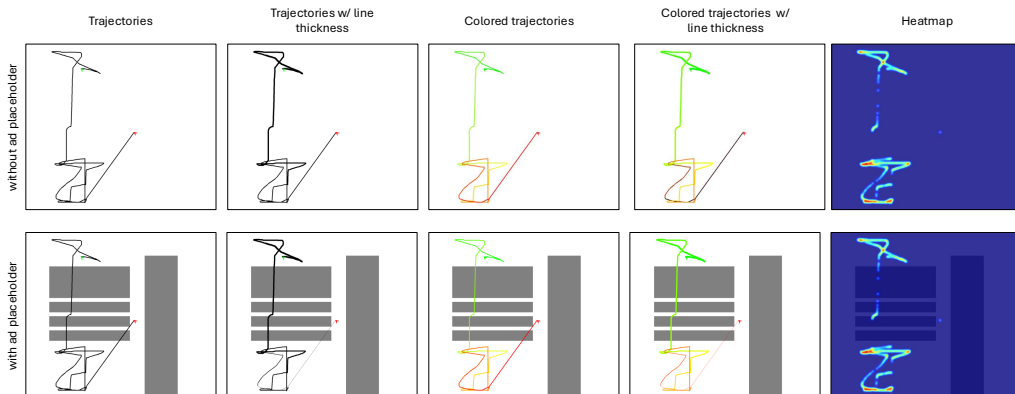 Trajectories
Trajectories w/ line
thickness
Colored trajectories
Colored trajectories w/
line thickness
Heatmap
without ad placeholder
with ad placeholder